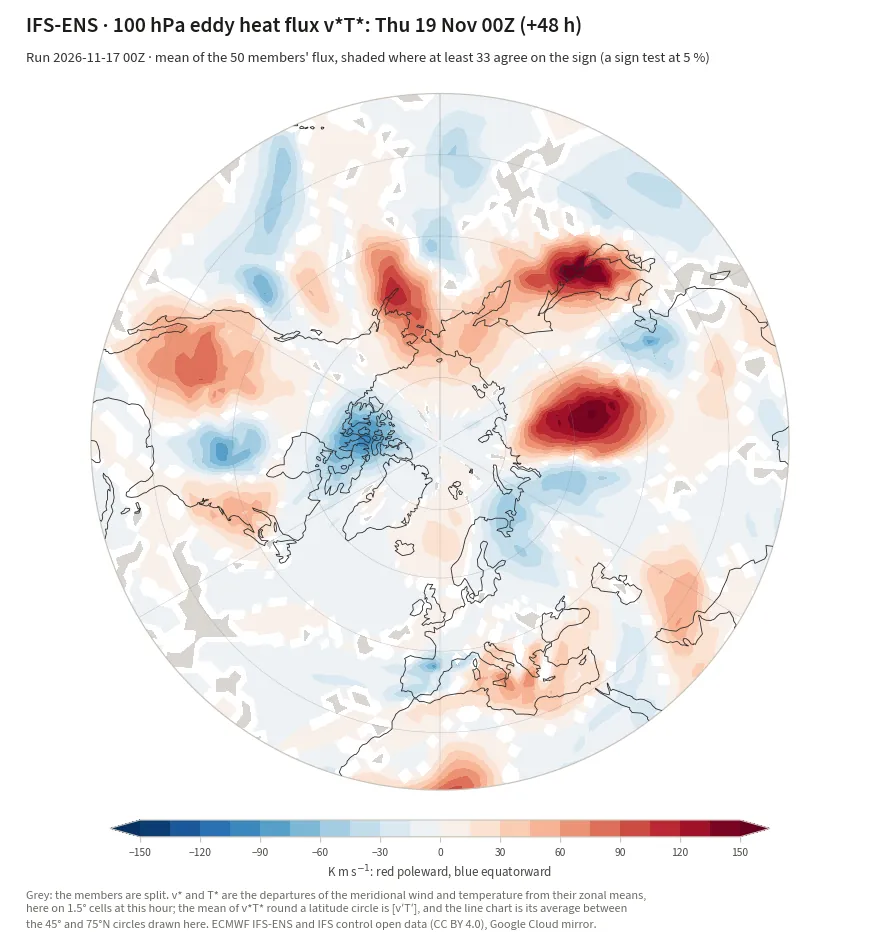 IFS-ENS · 100 hPa eddy heat flux v*T*: Thu 19 Nov 00Z (+48 h)
Run 2026-11-17 00Z · mean of the 50 members' flux, shaded where at least 33 agree on the sign (a sign test at 5 %)
−150 −120 −90 −60 −30 0 30 60 90 120 150
K m s⁻¹: red poleward, blue equatorward
Grey: the members are split. v* and T* are the departures of the meridional wind and temperature from their zonal means,
here on 1.5° cells at this hour; the mean of v*T* round a latitude circle is [v'T'], and the line chart is its average between
the 45° and 75°N circles drawn here. ECMWF IFS-ENS and IFS control open data (CC BY 4.0), Google Cloud mirror.